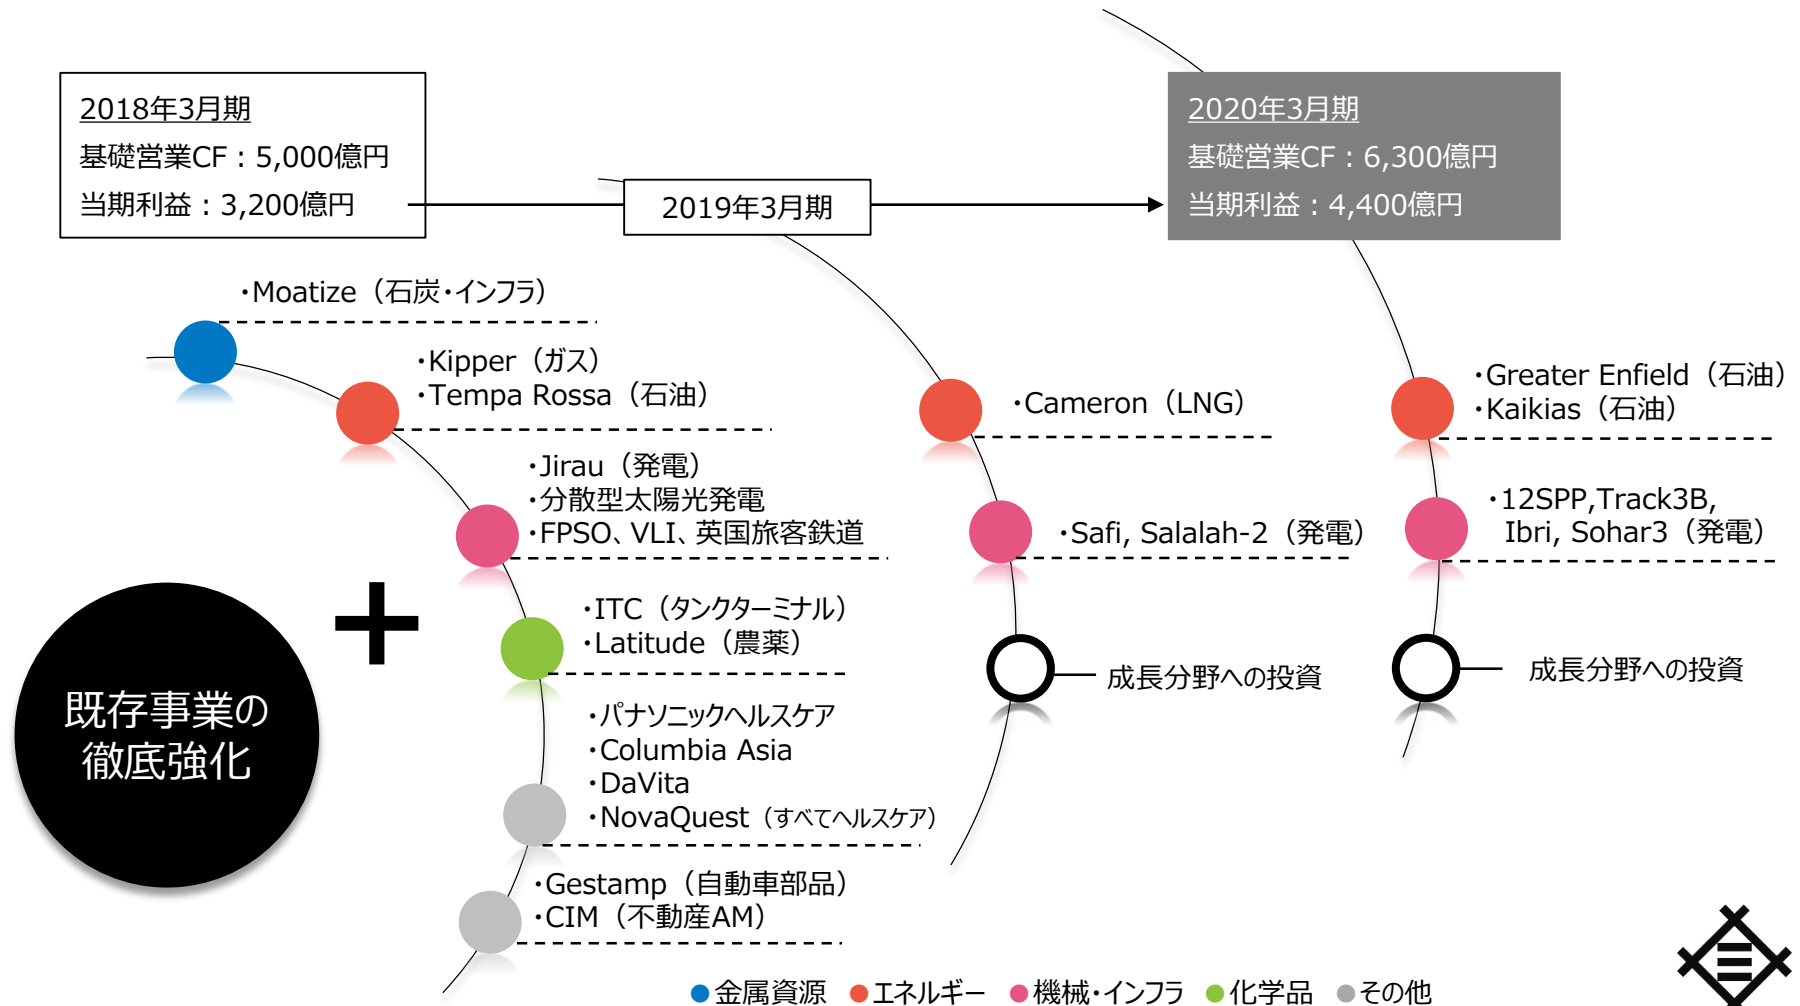 2018年3月期
基礎営業CF：5,000億円
当期利益：3,200億円
2019年3月期
2020年3月期
基礎営業CF：6,300億円
当期利益：4,400億円
・Moatize（石炭・インフラ）
・Kipper（ガス）
・Tempa Rossa（石油）
・Jirau（発電）
・分散型太陽光発電
・FPSO、VLI、英国旅客鉄道
・ITC（タンクターミナル）
・Latitude（農薬）
・パナソニックヘルスケア
・Columbia Asia
・DaVita
・NovaQuest（すべてヘルスケア）
・Gestamp（自動車部品）
・CIM（不動産AM）
既存事業の
徹底強化
＋
・Cameron（LNG）
・Safi, Salalah-2（発電）
成長分野への投資
・Greater Enfield（石油）
・Kaikias（石油）
・12SPP,Track3B,
Ibri, Sohar3（発電）
成長分野への投資
●金属資源 ●エネルギー ●機械・インフラ ●化学品 ●その他